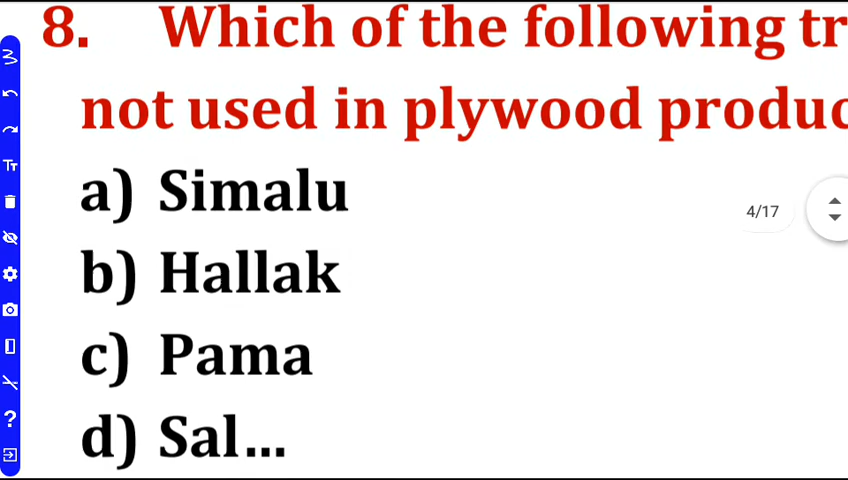 8. Which of the following tr
not used in plywood produc
a) Simalu
b) Hallak
c) Pama
d) Sal...
4/17